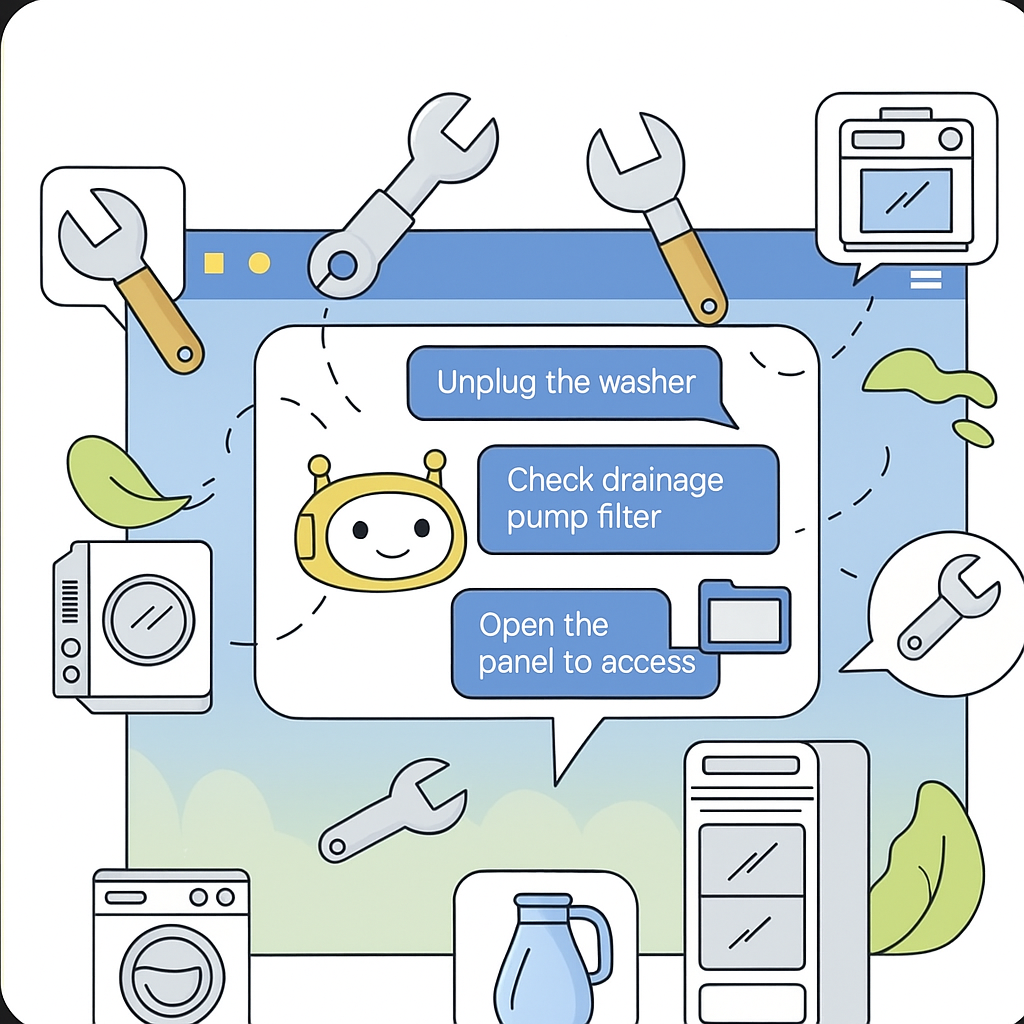 Unplug the washer
Check drainage
pump filter
Open the
panel to access